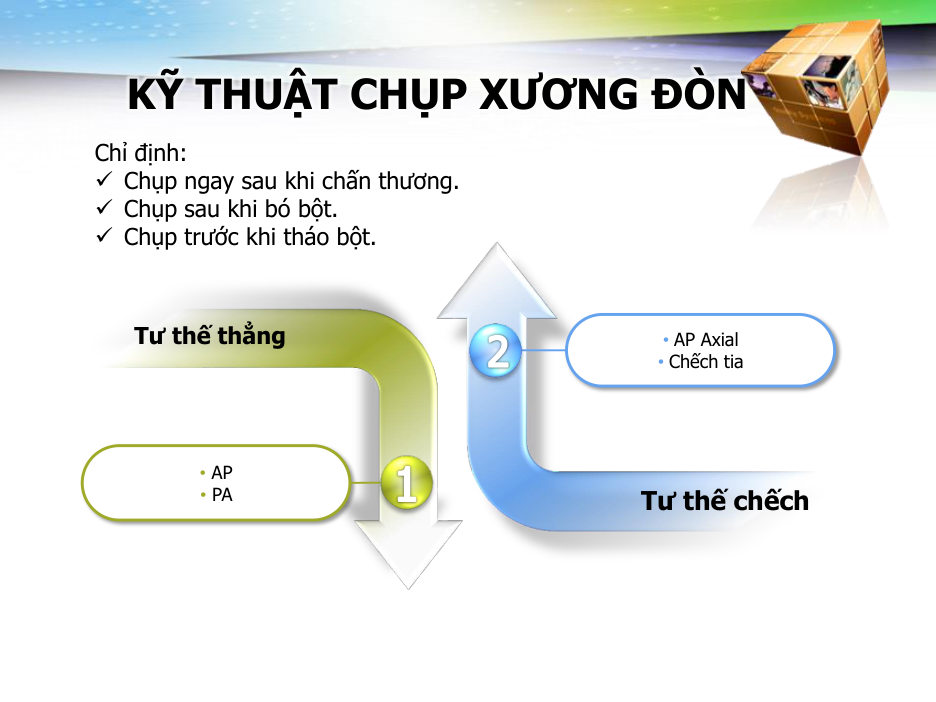 KỸ THUẬT CHỤP XƯƠNG ĐÒN
Chỉ định:
✓ Chụp ngay sau khi chấn thương.
✓ Chụp sau khi bó bột.
✓ Chụp trước khi tháo bột.
Tư thế thẳng
• AP
• PA
1
2
• AP Axial
• Chếch tia
Tư thế chếch